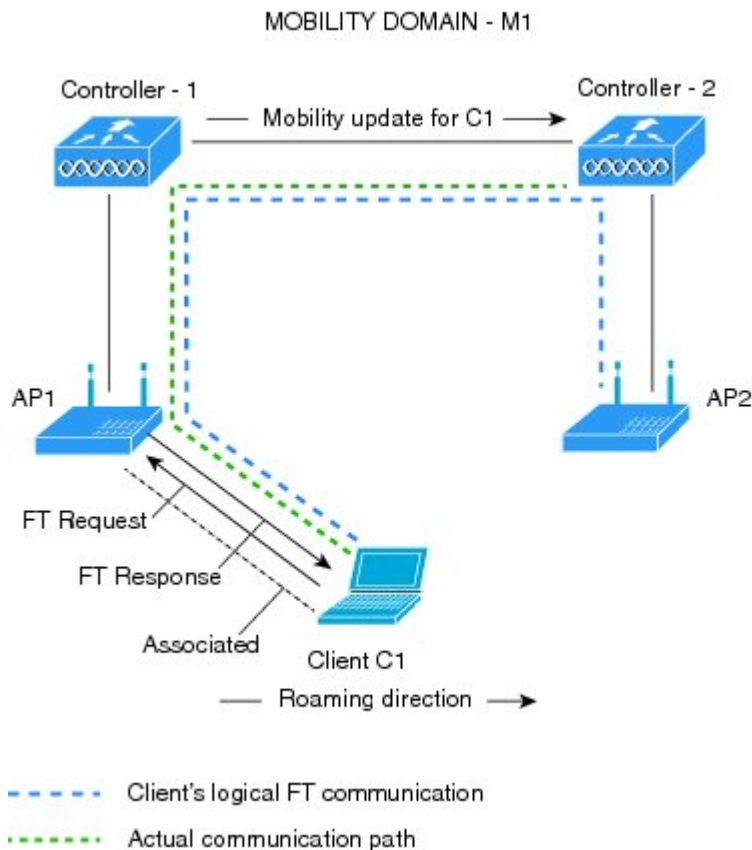 MOBILITY DOMAIN - M1
Controller - 1
Controller - 2
Mobility update for C1
AP1
AP2
FT Request
FT Response
Associated
Client C1
Roaming direction
Client's logical FT communication
Actual communication path